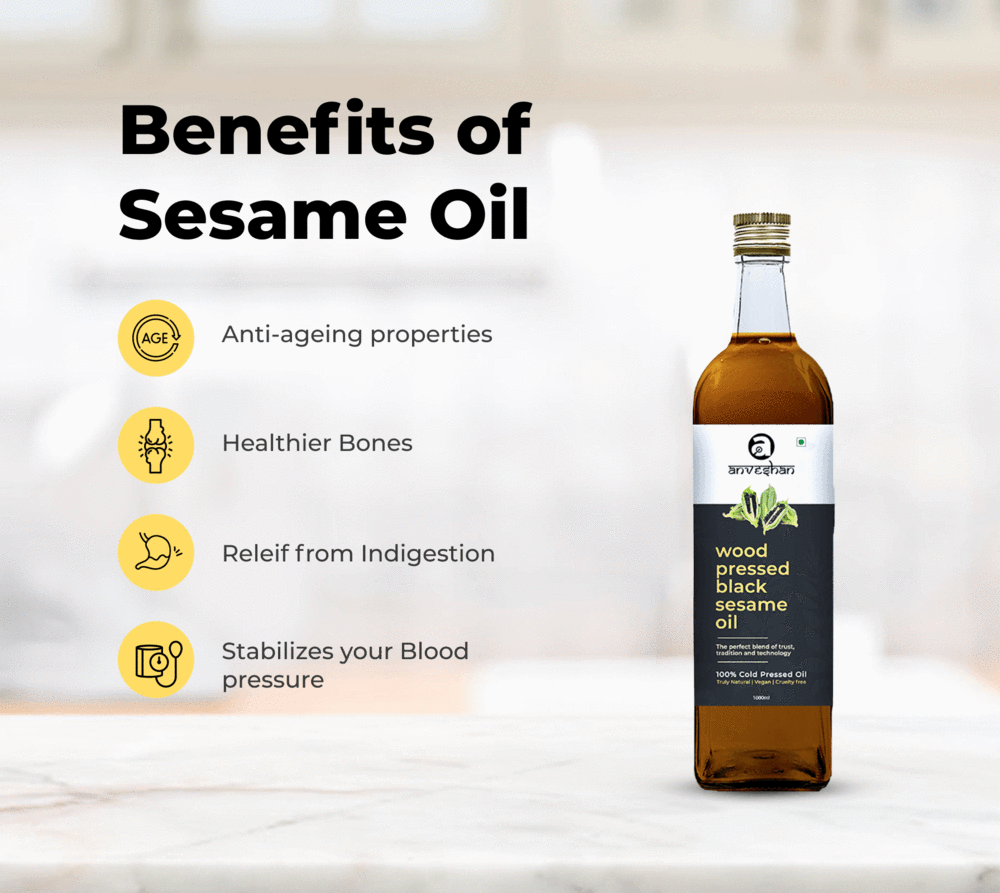 Benefits of
Sesame Oil
AGE
Anti-ageing properties
Healthier Bones
Releif from Indigestion
Stabilizes your Blood
pressure
a
anveshan
wood
pressed
black
sesame
oil
The perfect blend of trust,
tradition and technology
100% Cold Pressed Oil
Truly Natural | Vegan | Cruelty free
1000ml